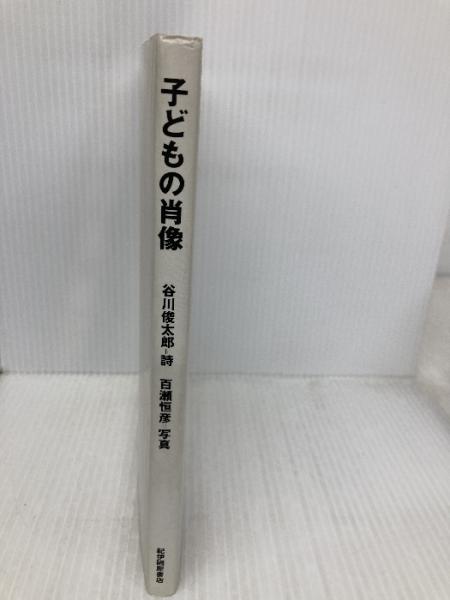 子どもの肖像
谷川俊太郎=詩 百瀬恒彦 写真
紀伊國屋書店